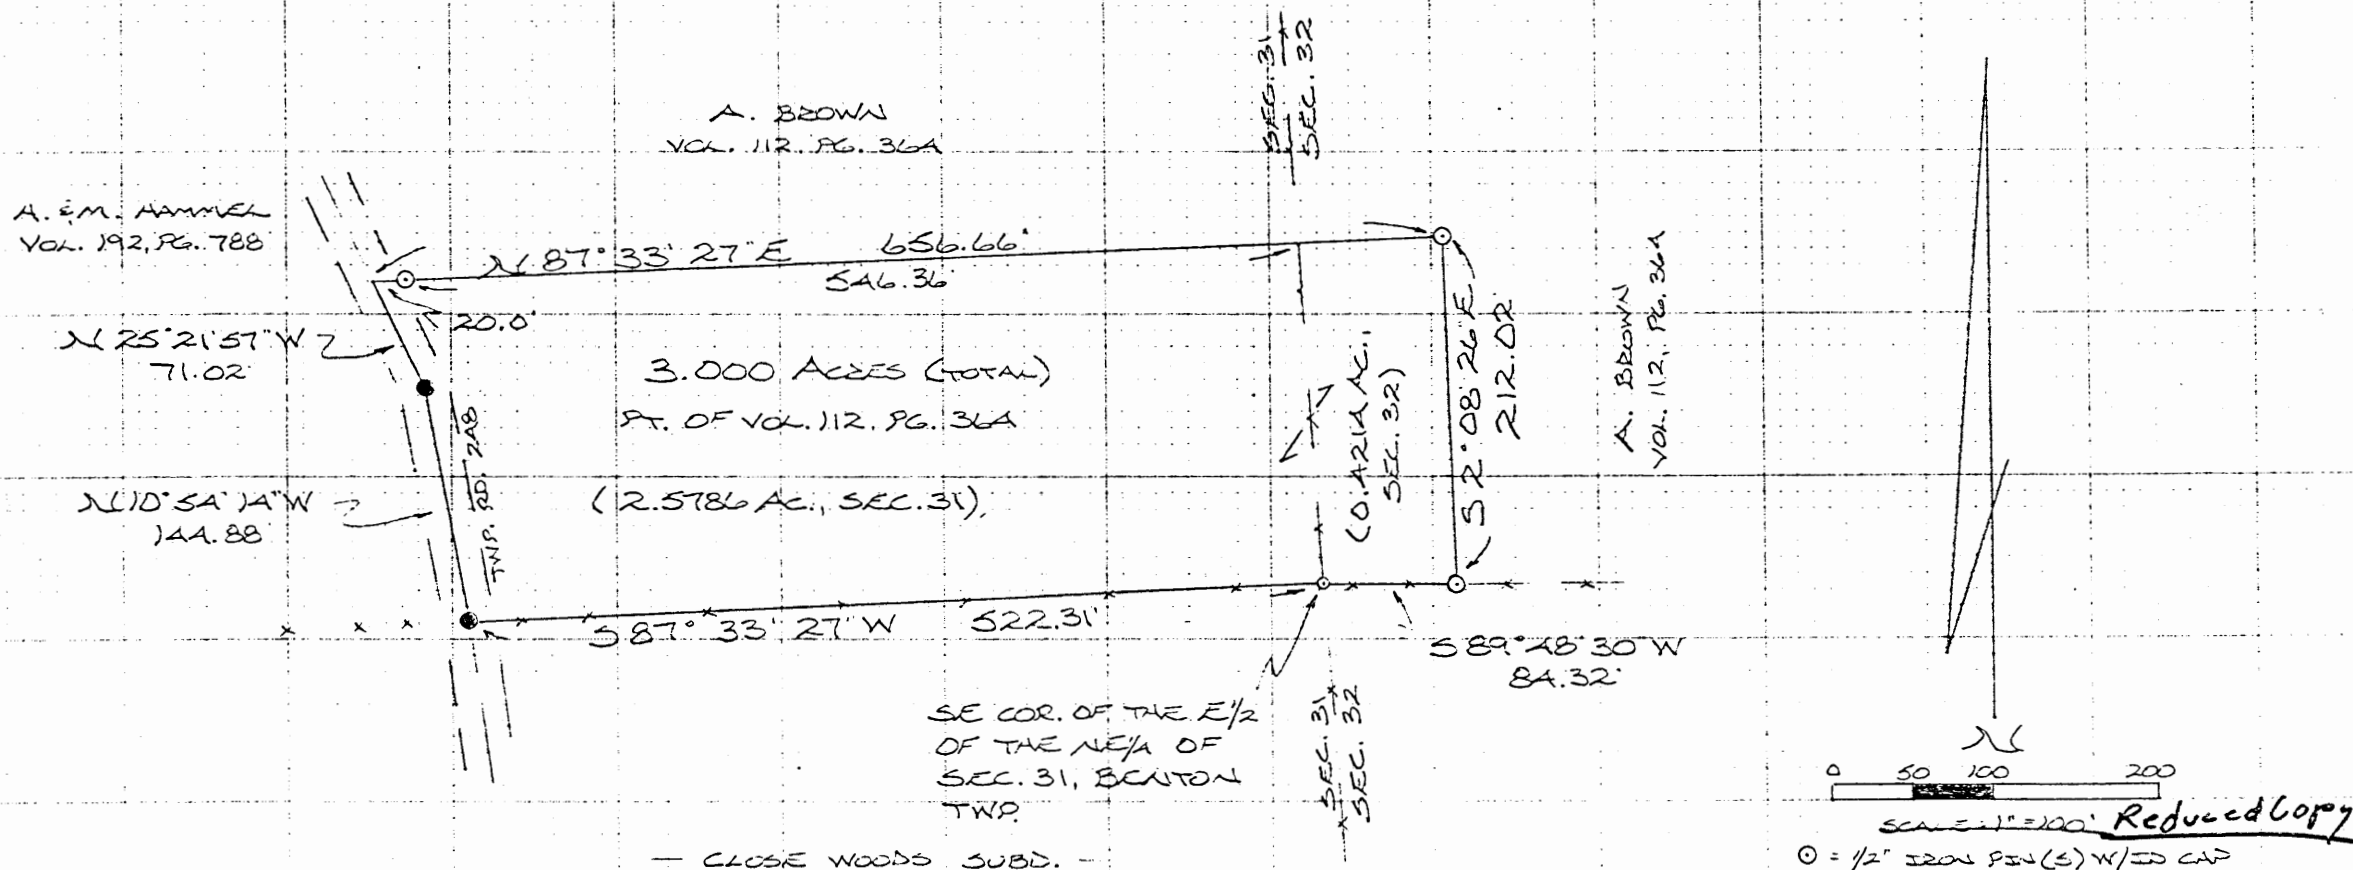 SEC. 31
SEC. 32
A. BROWN
VOL. 112, PG. 364
A. & M. HAMMEL
VOL. 192, PG. 788
N 87° 33' 27" E 656.66'
546.36'
20.0'
N 25° 21' 57" W
71.02'
3.000 ACRES (TOTAL)
PT. OF VOL. 112, PG. 364
TWP. RD. 248
N 10° 54' 14" W
144.88'
(2.5786 AC., SEC. 31)
(0.4214 AC.,
SEC. 32)
S 2° 08' 26" E
212.02'
A. BROWN
VOL. 112, PG. 364
S 87° 33' 27" W 522.31'
S 89° 48' 30" W
84.32'
SE COR. OF THE E 1/2
OF THE NE 1/4 OF
SEC. 31, BENTON
TWP.
SEC. 31
SEC. 32
N
0 50 100 200
SCALE: 1" = 100' Reduced Copy
— CLOSE WOODS SUBD. —
⊙ = 1/2" IRON PIN(S) W/ID CAP